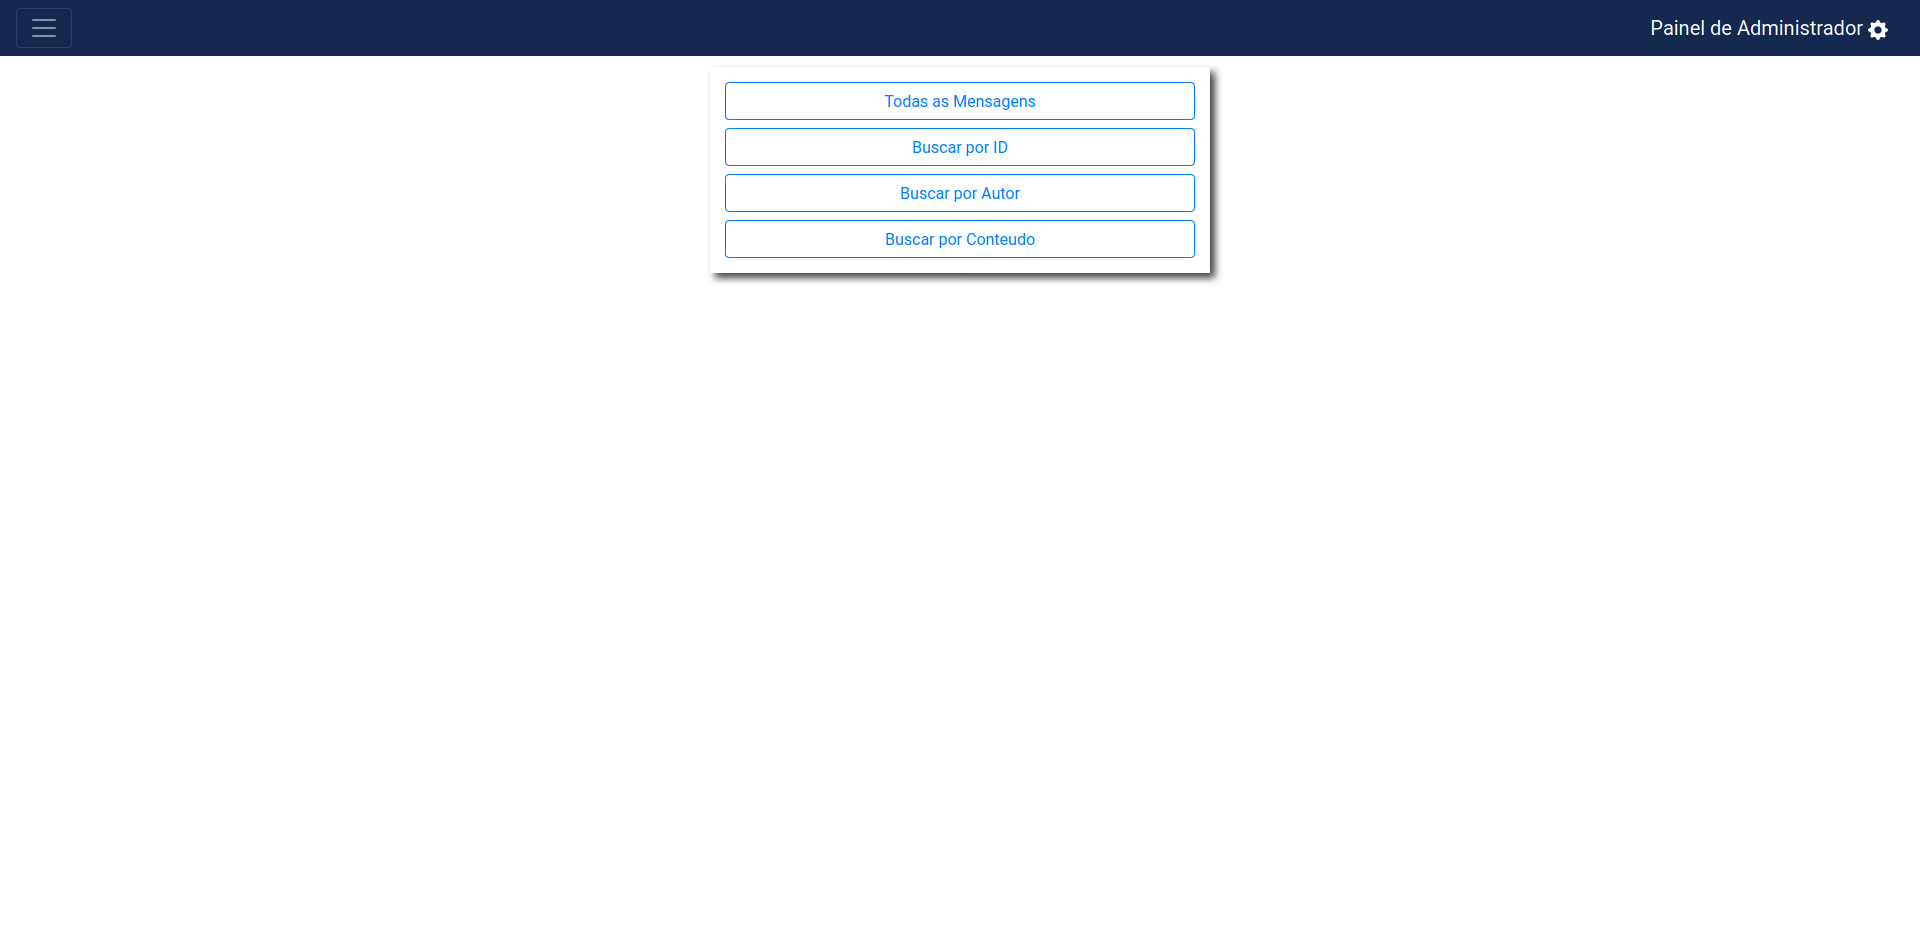 Painel de Administrador
Todas as Mensagens
Buscar por ID
Buscar por Autor
Buscar por Conteudo